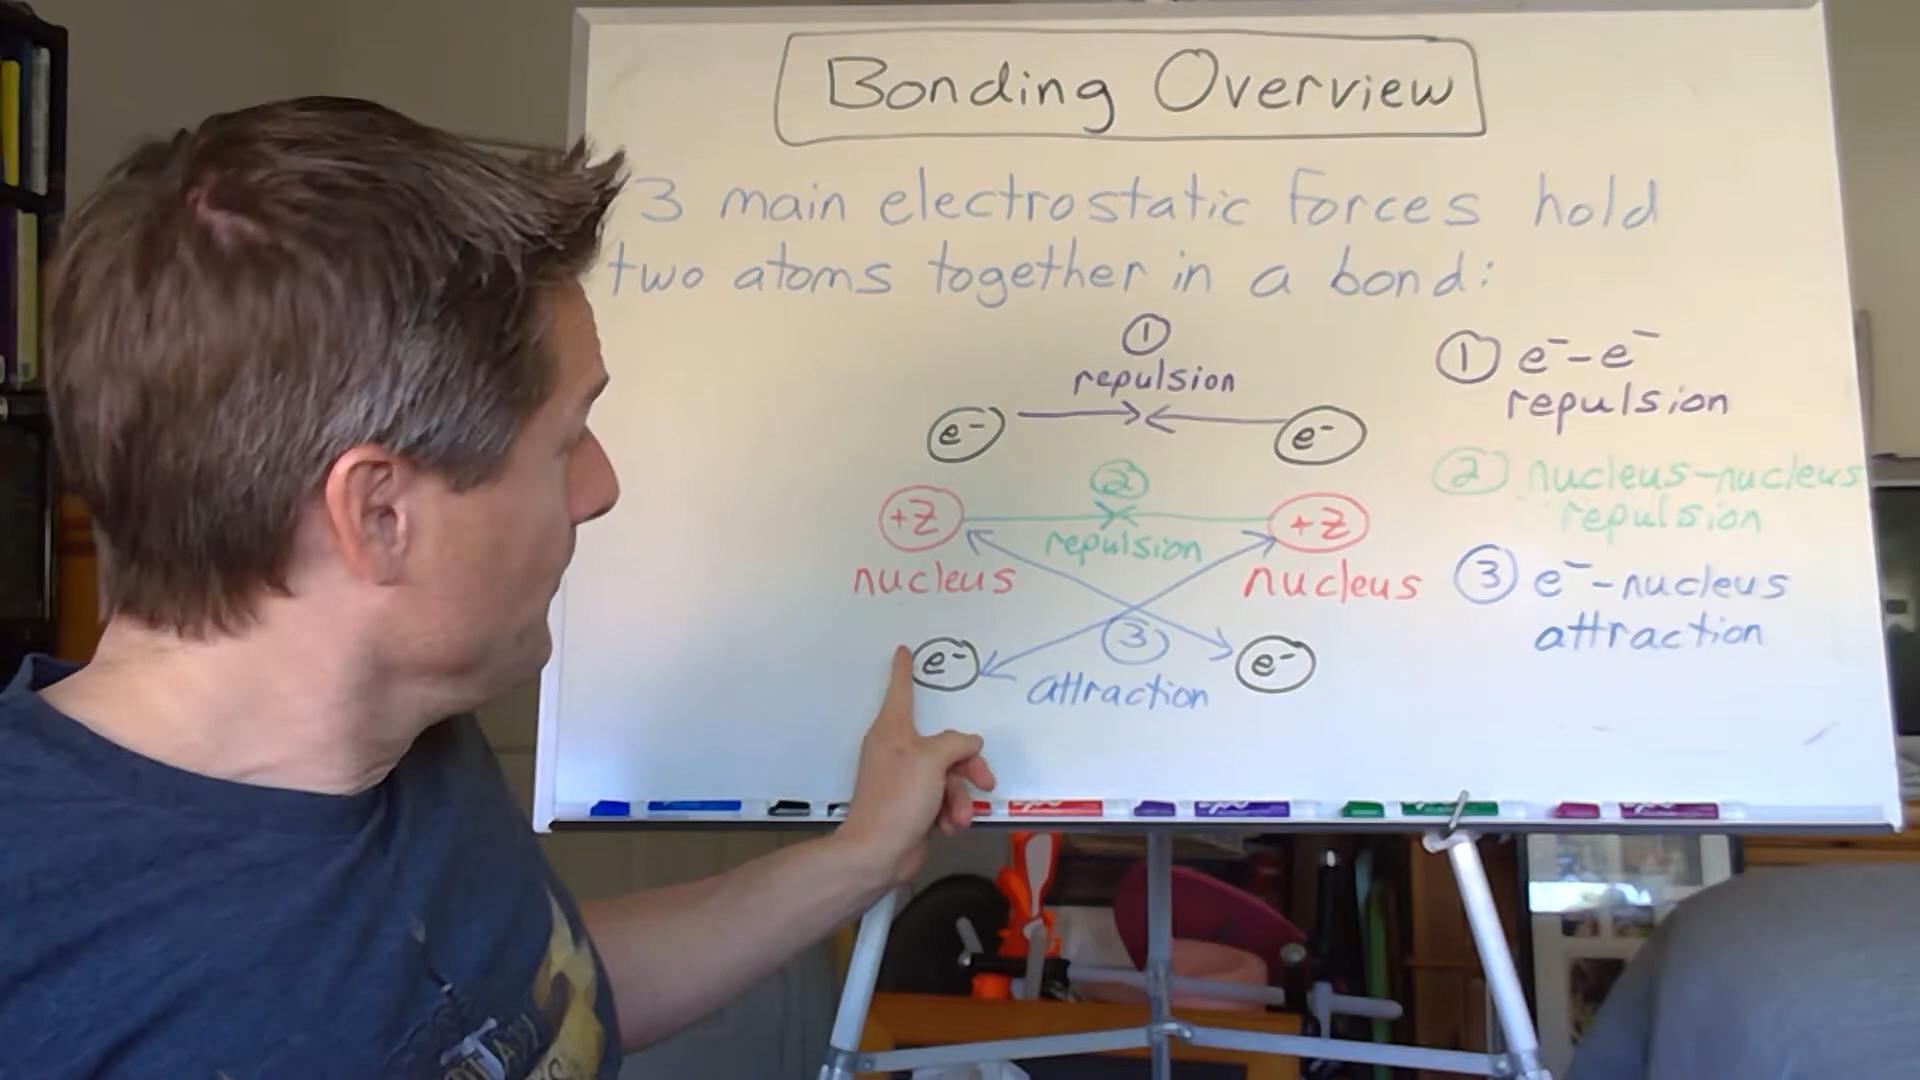 Bonding Overview
3 main electrostatic forces hold
two atoms together in a bond:
①
repulsion
e⁻ e⁻
②
+Z +Z
repulsion
nucleus nucleus
③
e⁻ e⁻
attraction
① e⁻-e⁻
repulsion
② nucleus-nucleus
repulsion
③ e⁻-nucleus
attraction